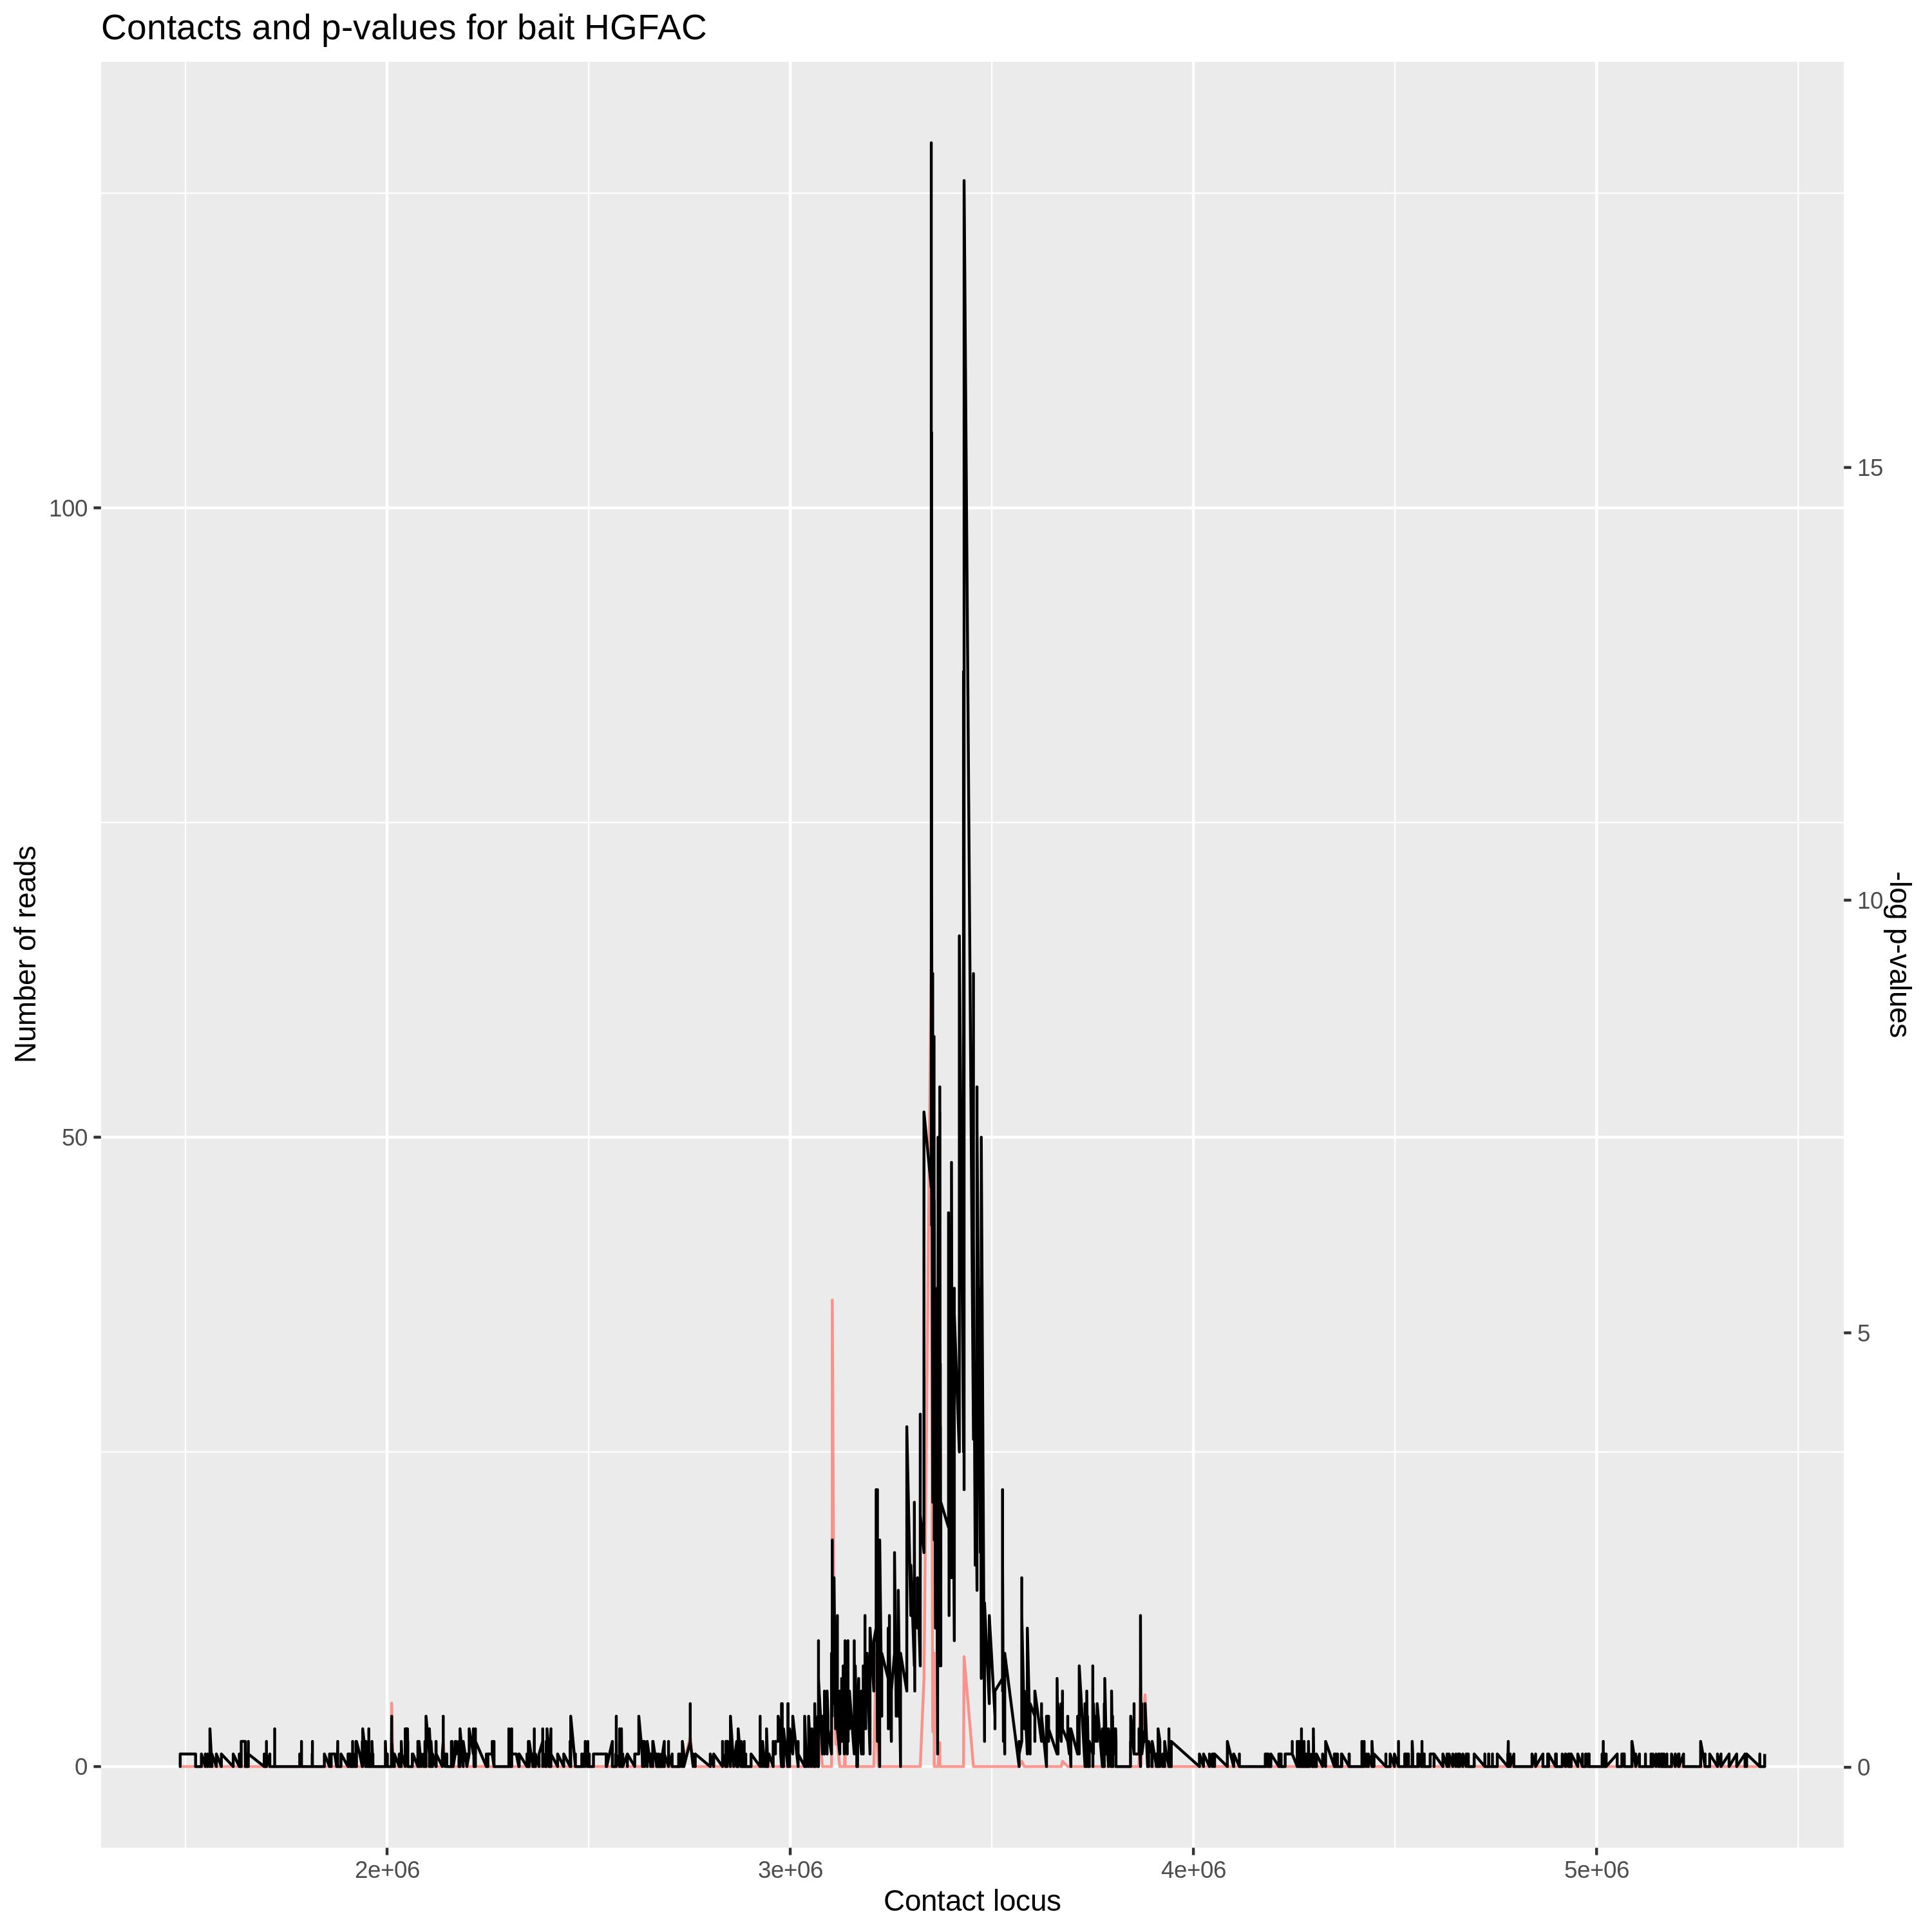 Contacts and p-values for bait HGFAC
Number of reads
100
50
0
15
10
5
0
-log p-values
2e+06 3e+06 4e+06 5e+06
Contact locus